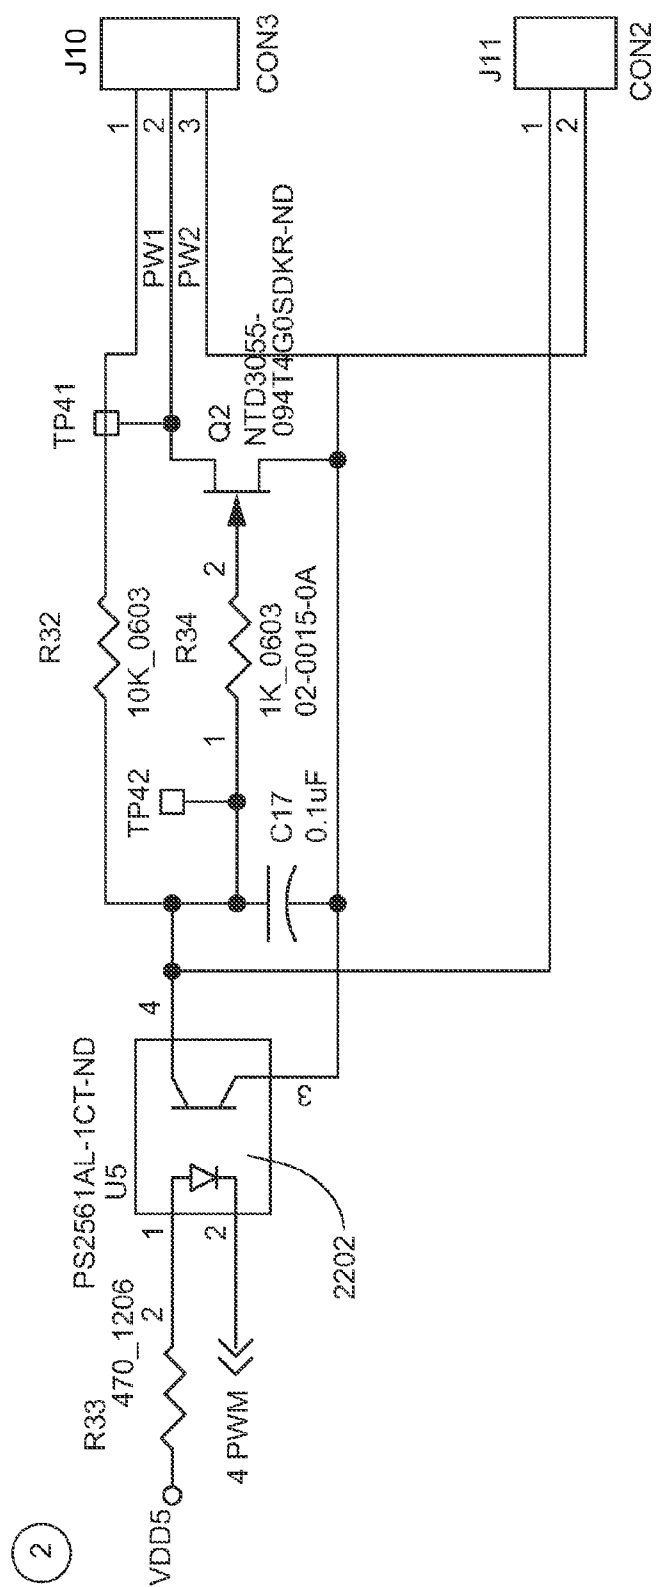 2
VDD5
R33
470_1206
2
4 PWM
PS2561AL-1CT-ND
U5
1
2
4
3
2202
TP42
C17
0.1uF
R32
10K_0603
R34
1
2
1K_0603
02-0015-0A
TP41
Q2
NTD3055-
094T4G0SDKR-ND
PW1
PW2
J10
1
2
3
CON3
J11
1
2
CON2